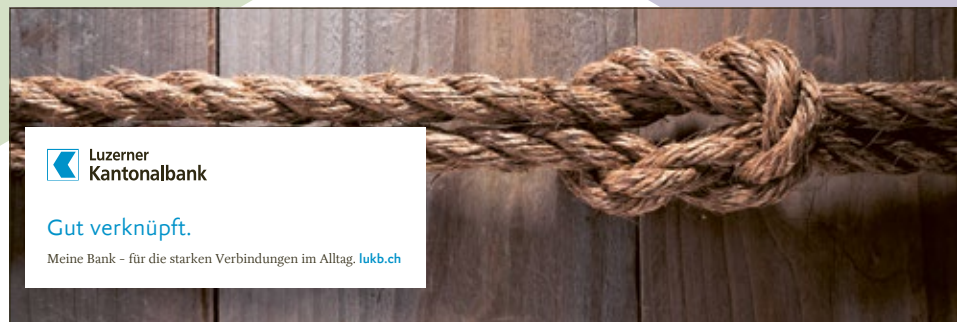 Luzerner
Kantonalbank
Gut verknüpft.
Meine Bank – für die starken Verbindungen im Alltag. lukb.ch